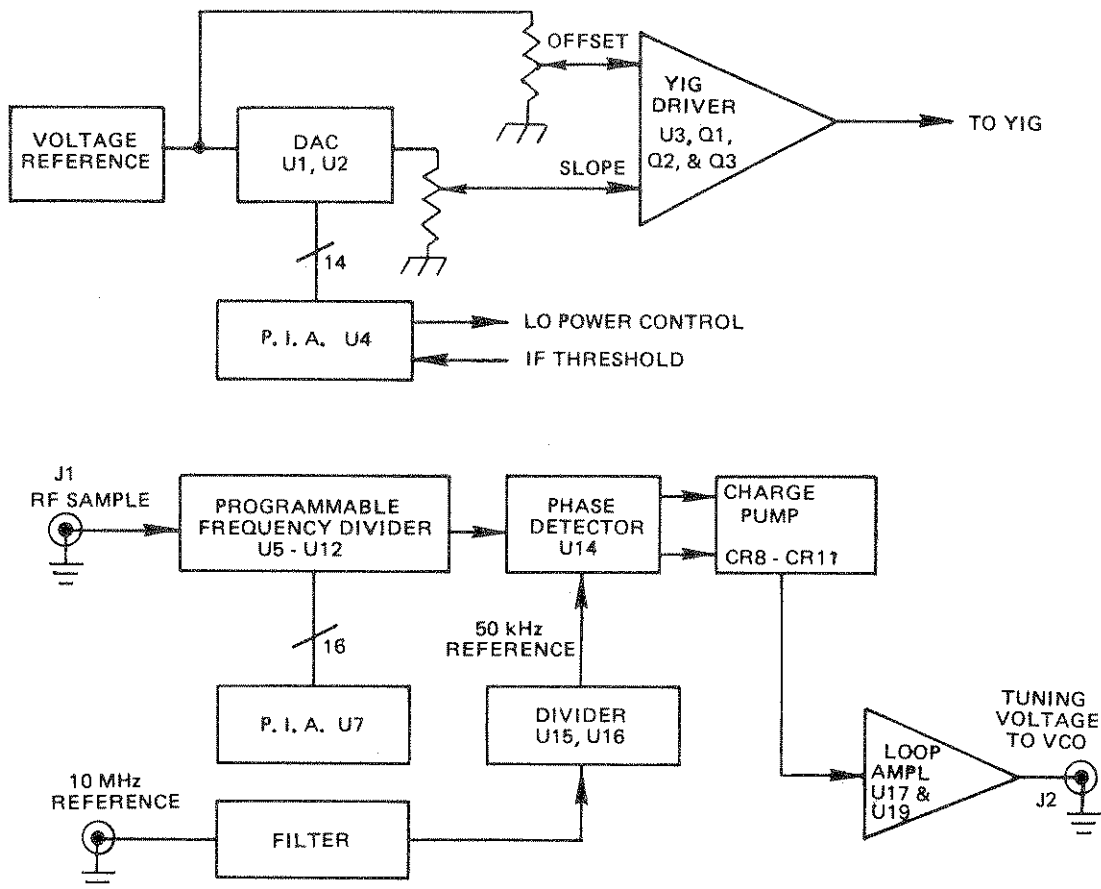 OFFSET
YIG
DRIVER
U3, Q1,
Q2, & Q3
TO YIG
VOLTAGE
REFERENCE
DAC
U1, U2
SLOPE
14
P. I. A. U4
LO POWER CONTROL
IF THRESHOLD
J1
RF SAMPLE
PROGRAMMABLE
FREQUENCY DIVIDER
U5 - U12
PHASE
DETECTOR
U14
CHARGE
PUMP
CR8 - CR11
16
50 kHz
REFERENCE
P. I. A. U7
DIVIDER
U15, U16
TUNING
VOLTAGE
TO VCO
LOOP
AMPL
U17 &
U19
J2
10 MHz
REFERENCE
FILTER